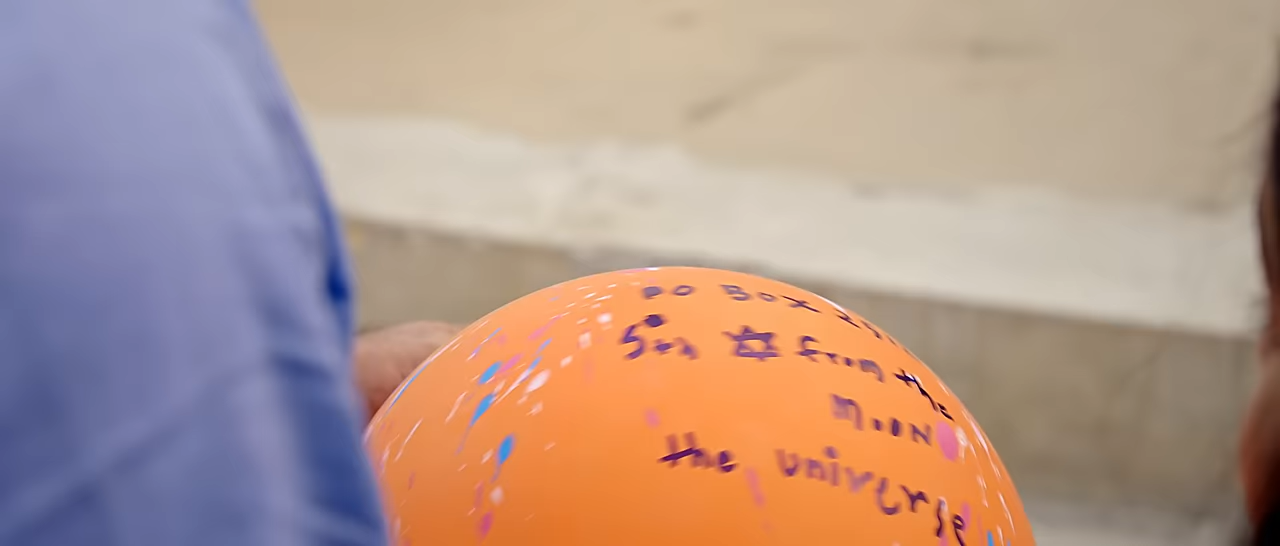 PO BOX
5th ✡ from the
MOON
the universe